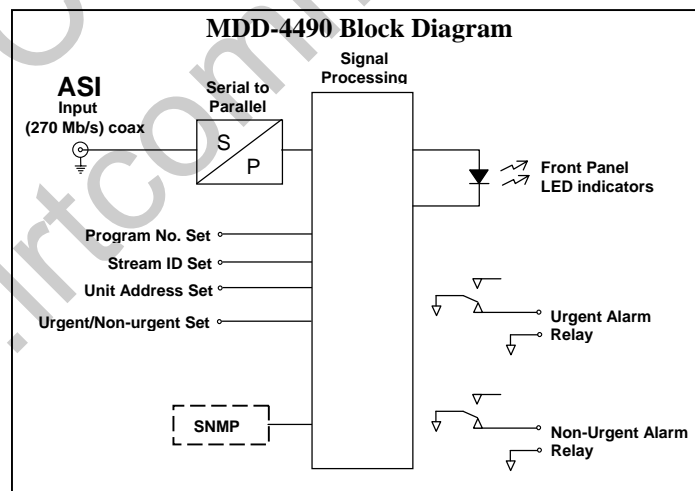 MDD-4490 Block Diagram
Signal
Processing
ASI
Input
(270 Mb/s) coax
Serial to
Parallel
S
P
Front Panel
LED indicators
Program No. Set
Stream ID Set
Unit Address Set
Urgent/Non-urgent Set
Urgent Alarm
Relay
SNMP
Non-Urgent Alarm
Relay
.lrtcomm